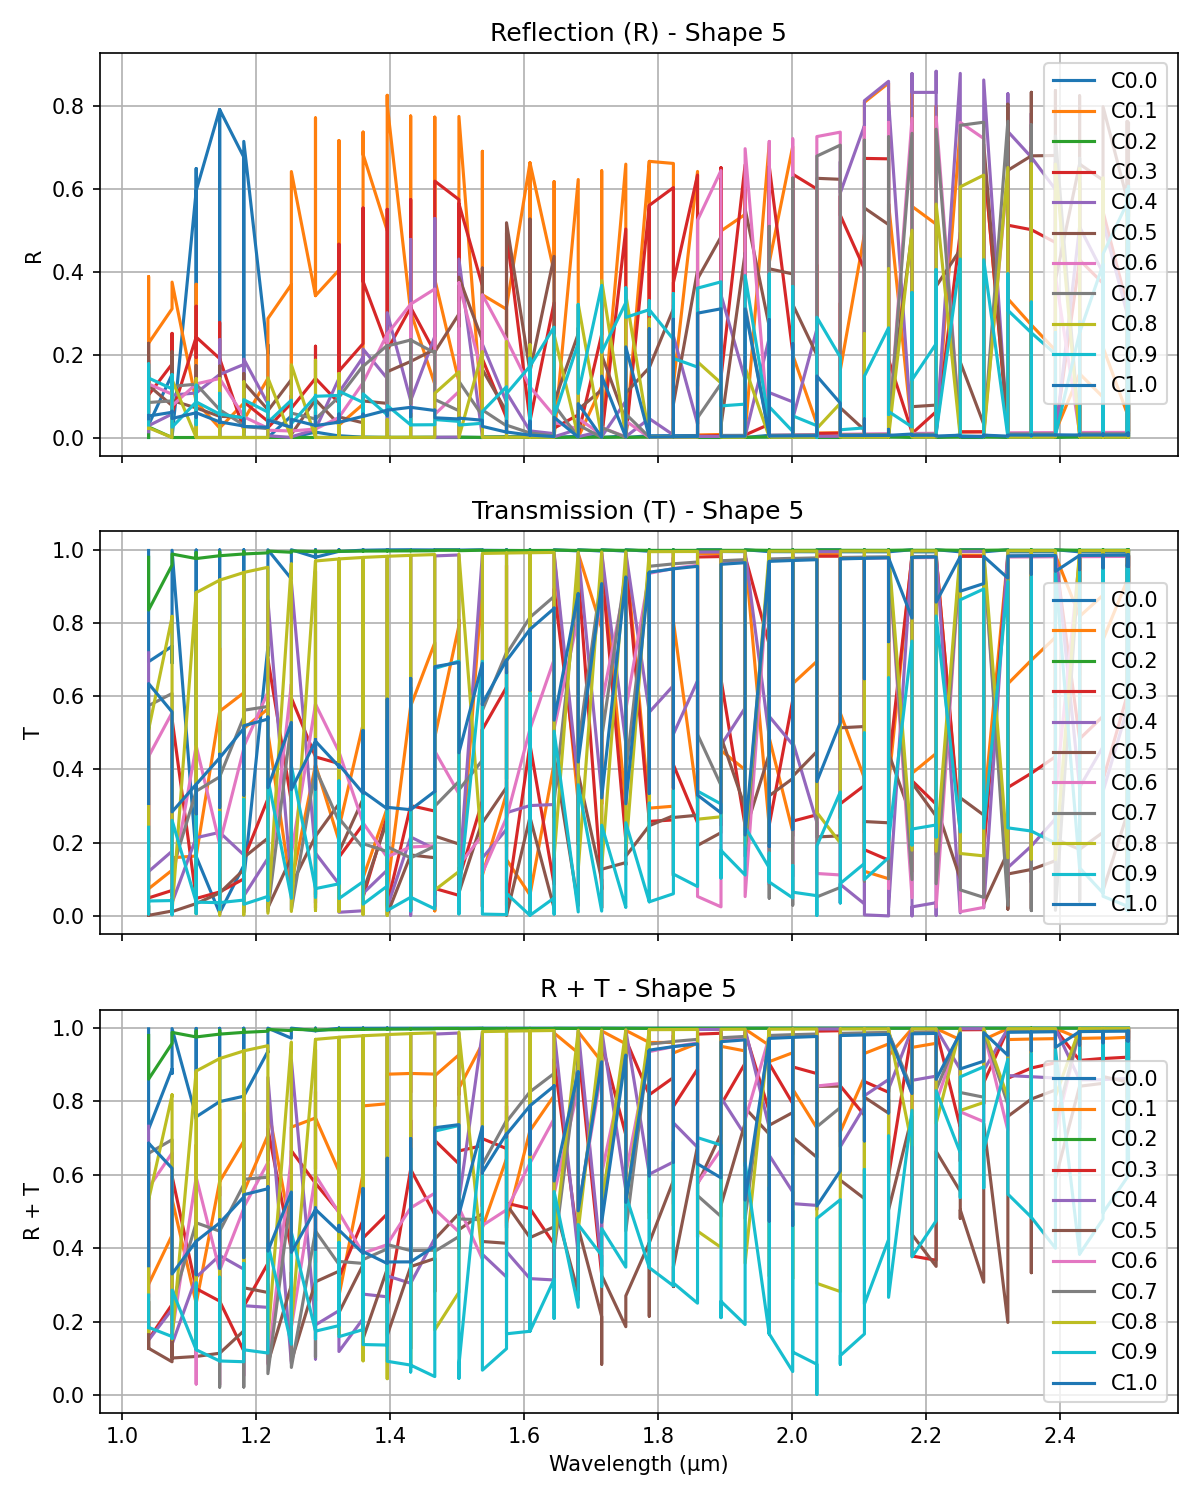 Reflection (R) - Shape 5
R
0.8
0.6
0.4
0.2
0.0
C0.0
C0.1
C0.2
C0.3
C0.4
C0.5
C0.6
C0.7
C0.8
C0.9
C1.0
Transmission (T) - Shape 5
T
1.0
0.8
0.6
0.4
0.2
0.0
C0.0
C0.1
C0.2
C0.3
C0.4
C0.5
C0.6
C0.7
C0.8
C0.9
C1.0
R + T - Shape 5
R + T
1.0
0.8
0.6
0.4
0.2
0.0
C0.0
C0.1
C0.2
C0.3
C0.4
C0.5
C0.6
C0.7
C0.8
C0.9
C1.0
1.0 1.2 1.4 1.6 1.8 2.0 2.2 2.4
Wavelength (μm)